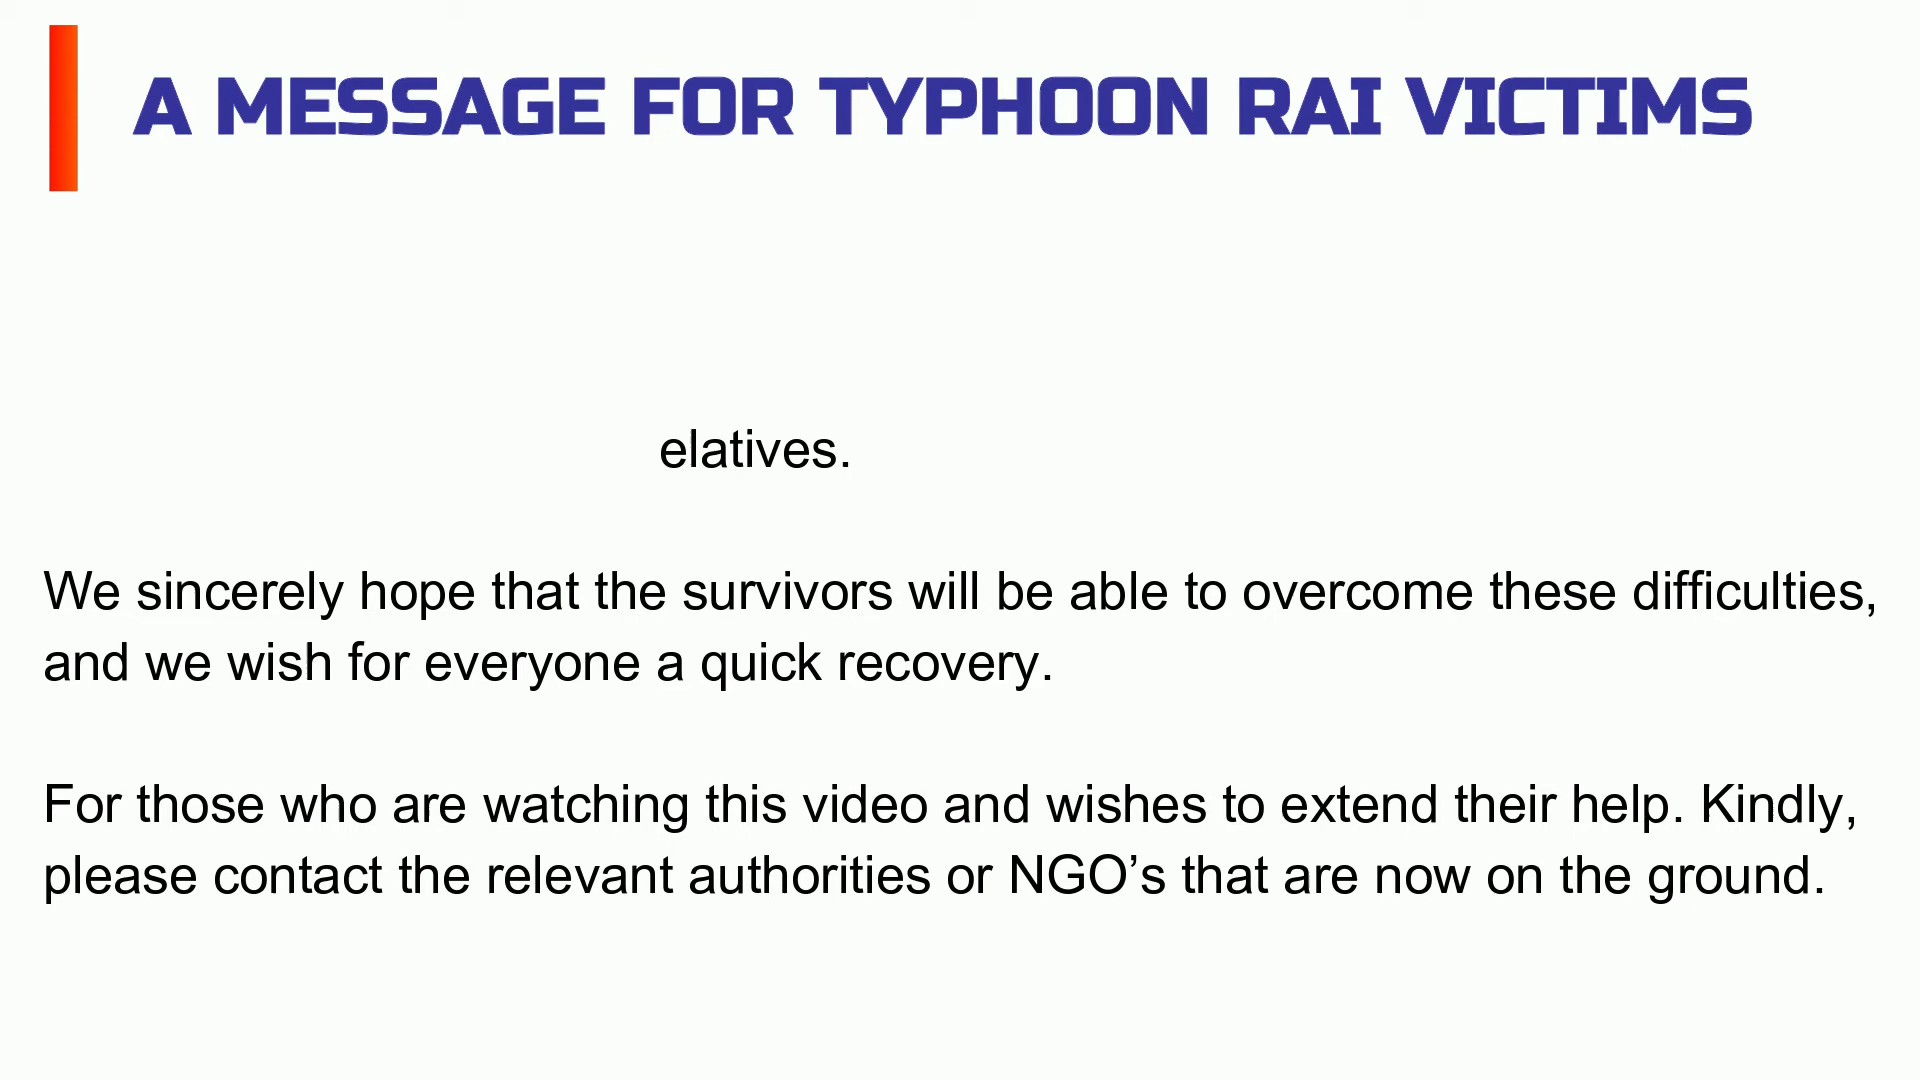 A MESSAGE FOR TYPHOON RAI VICTIMS
elatives.
We sincerely hope that the survivors will be able to overcome these difficulties,
and we wish for everyone a quick recovery.
For those who are watching this video and wishes to extend their help. Kindly,
please contact the relevant authorities or NGO’s that are now on the ground.